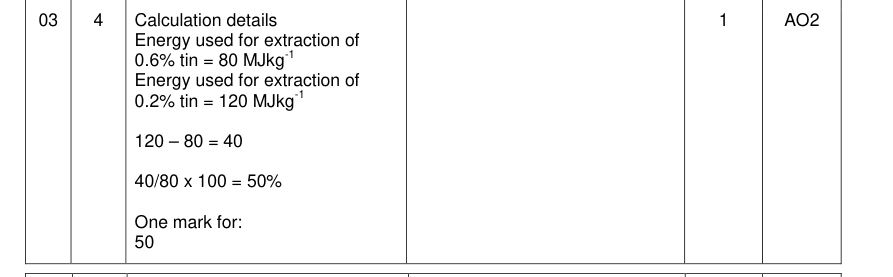 03 4 Calculation details 1 AO2
Energy used for extraction of
0.6% tin = 80 MJkg⁻¹
Energy used for extraction of
0.2% tin = 120 MJkg⁻¹
120 – 80 = 40
40/80 x 100 = 50%
One mark for:
50